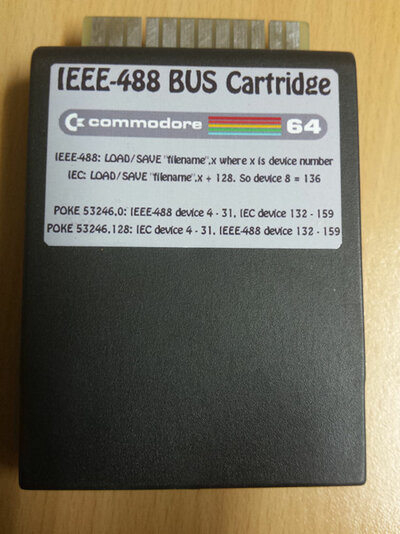 IEEE-488 BUS Cartridge
commodore 64
IEEE-488: LOAD/SAVE "filename",x where x is device number
IEC: LOAD/SAVE "filename",x + 128. So device 8 = 136
POKE 53246,0: IEEE-488 device 4 - 31, IEC device 132 - 159
POKE 53246,128: IEC device 4 - 31, IEEE-488 device 132 - 159